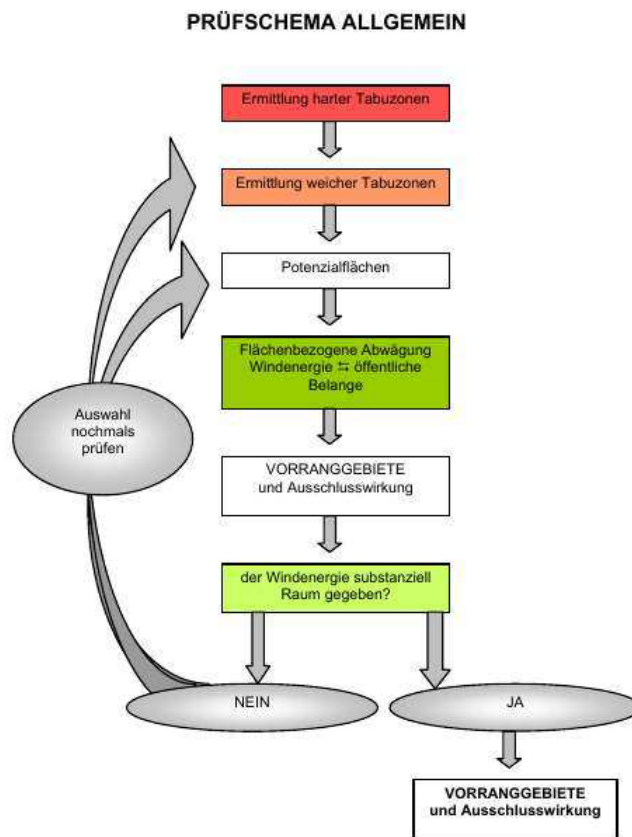 PRÜFSCHEMA ALLGEMEIN
Ermittlung harter Tabuzonen
Ermittlung weicher Tabuzonen
Potenzialflächen
Flächenbezogene Abwägung
Windenergie ⇆ öffentliche
Belange
Auswahl
nochmals
prüfen
VORRANGGEBIETE
und Ausschlusswirkung
der Windenergie substanziell
Raum gegeben?
NEIN
JA
VORRANGGEBIETE
und Ausschlusswirkung